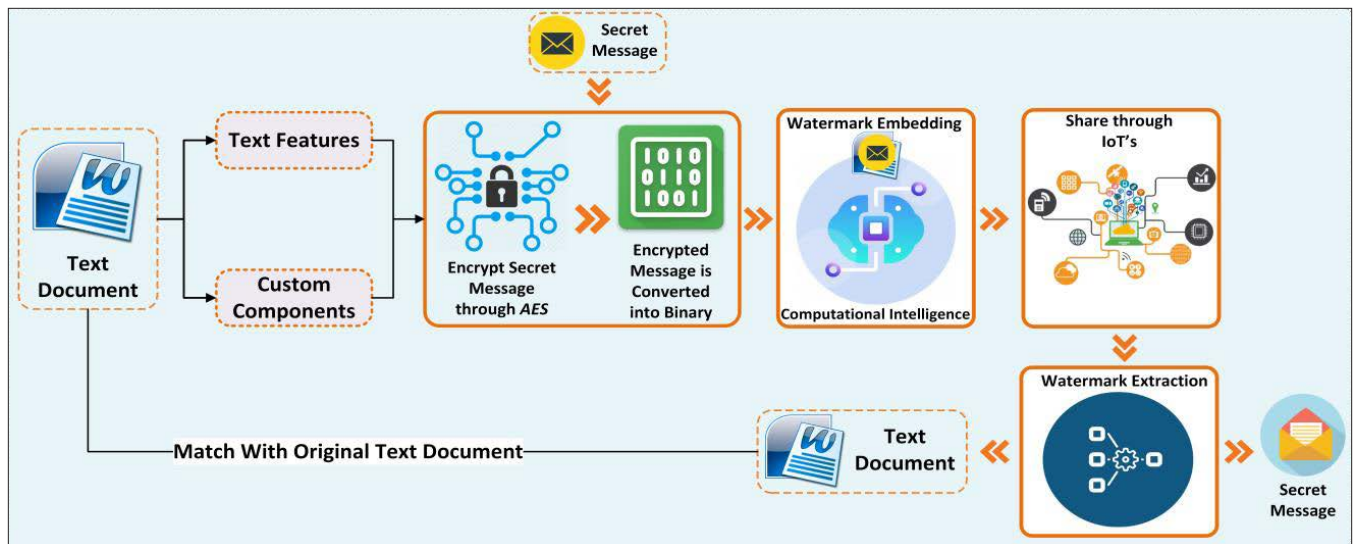 Secret
Message
Text
Document
Text Features
Custom
Components
Encrypt Secret
Message
through AES
1010
0110
1001
Encrypted
Message is
Converted
into Binary
Watermark Embedding
Computational Intelligence
Share through
IoT's
Watermark Extraction
Secret
Message
Text
Document
Match With Original Text Document